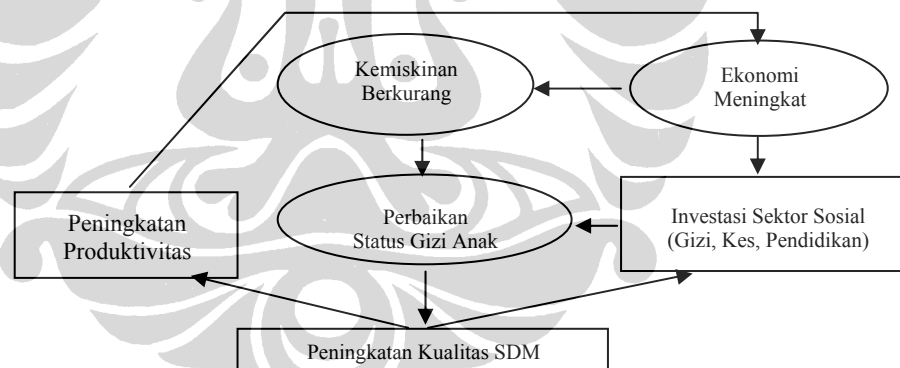 Kemiskinan
Berkurang
Ekonomi
Meningkat
Peningkatan
Produktivitas
Perbaikan
Status Gizi Anak
Investasi Sektor Sosial
(Gizi, Kes, Pendidikan)
Peningkatan Kualitas SDM